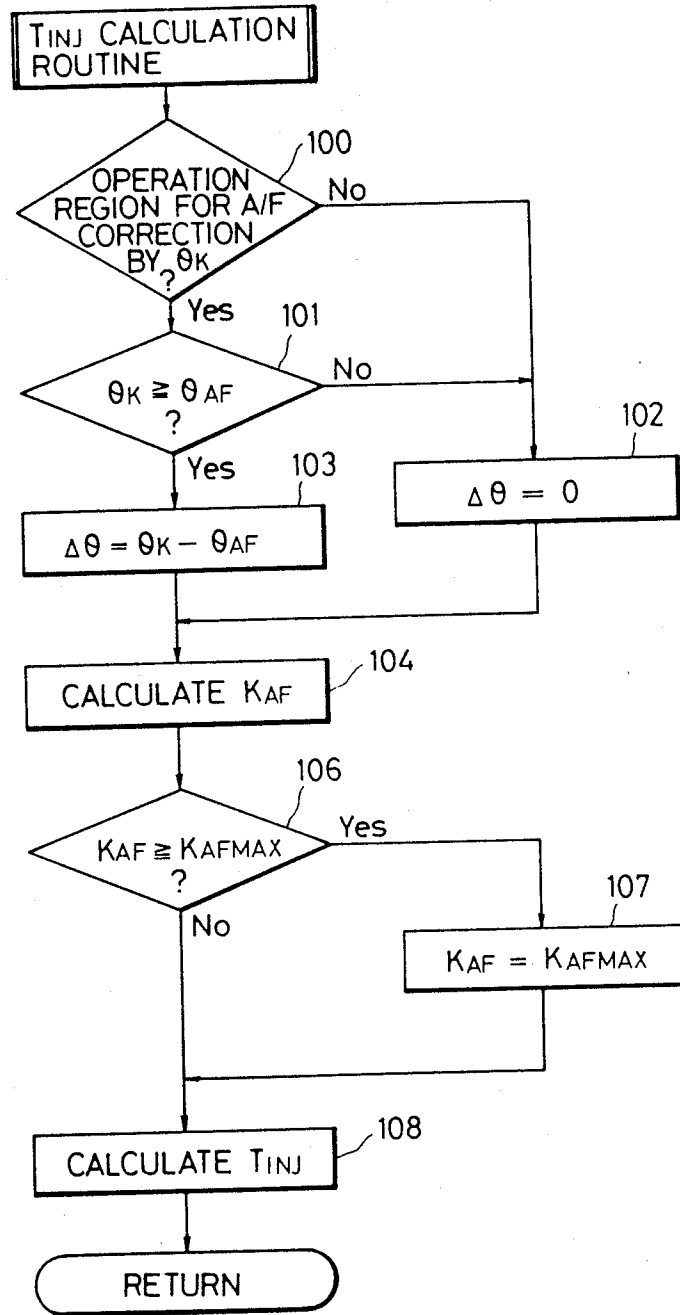 TINJ CALCULATION
ROUTINE
100
OPERATION
REGION FOR A/F
CORRECTION
BY θK
?
No
Yes
101
θK ≧ θAF
?
No
Yes
102
Δθ = 0
103
Δθ = θK − θAF
104
CALCULATE KAF
106
KAF ≧ KAFMAX
?
Yes
No
107
KAF = KAFMAX
108
CALCULATE TINJ
RETURN